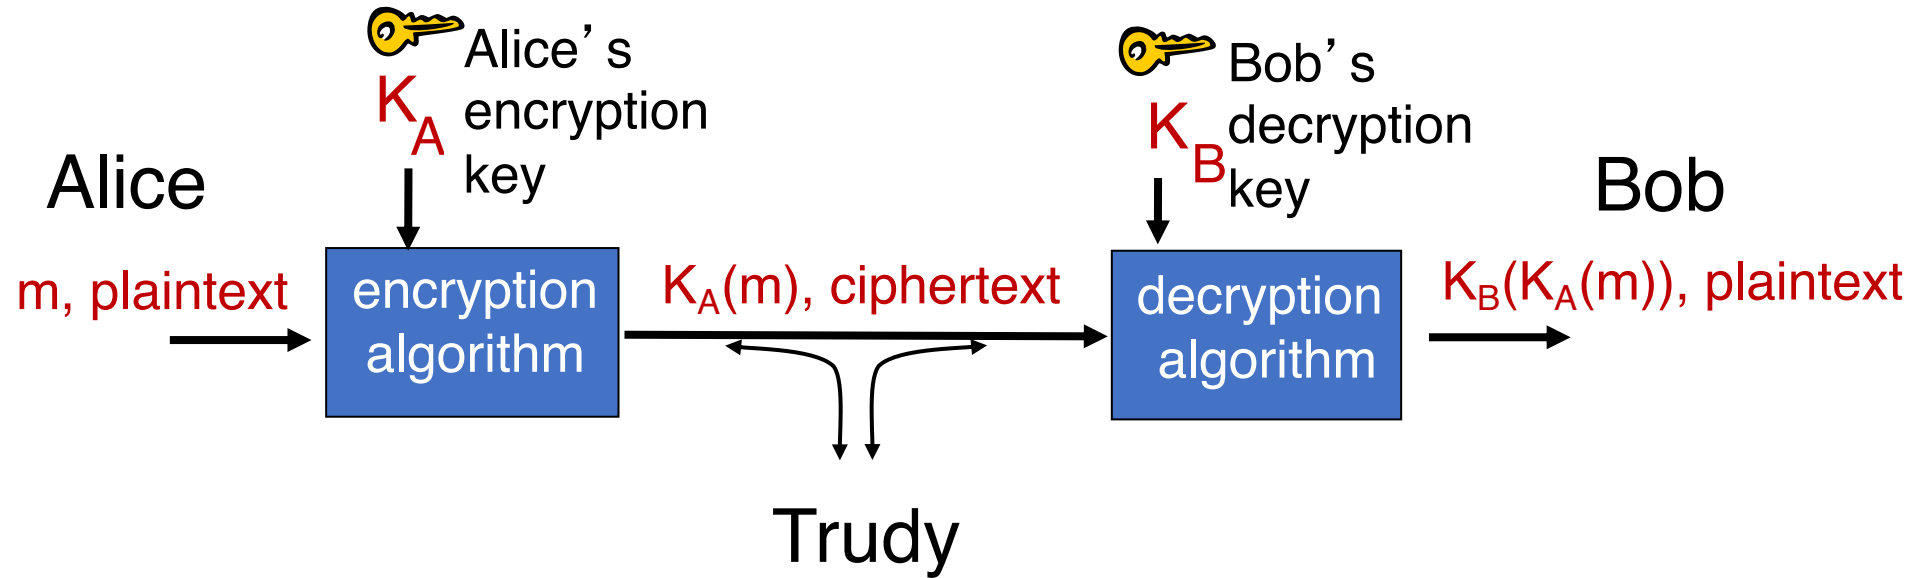 Alice’s
encryption
key
K_A
Bob’s
decryption
key
K_B
Alice
Bob
m, plaintext
encryption
algorithm
K_A(m), ciphertext
decryption
algorithm
K_B(K_A(m)), plaintext
Trudy